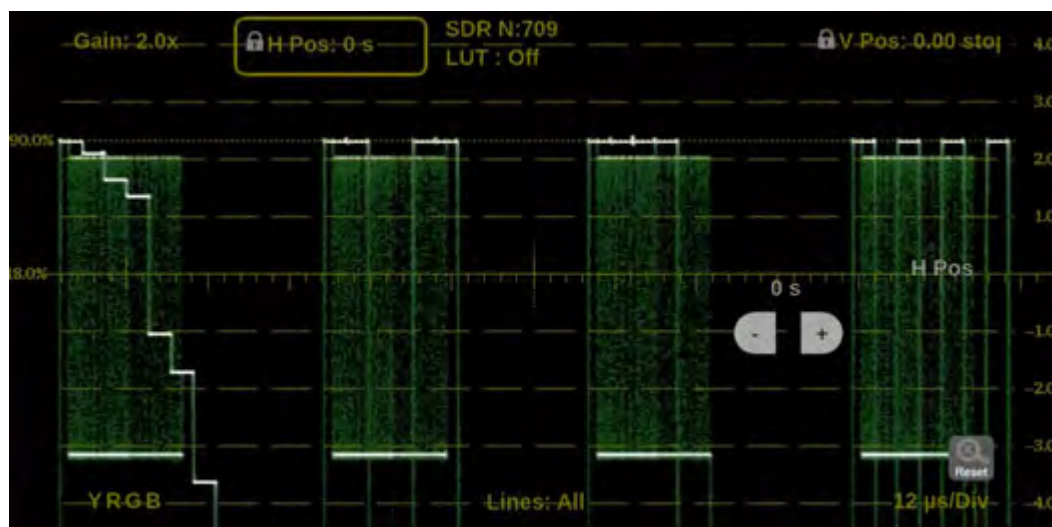 Gain: 2.0x
H Pos: 0 s
SDR N:709
LUT : Off
V Pos: 0.00 stop
4.0
3.0
90.0%
2.0
1.0
18.0%
H Pos
0 s
- +
-1.0
-2.0
-3.0
Reset
YRGB
Lines: All
12 µs/Div
-4.0